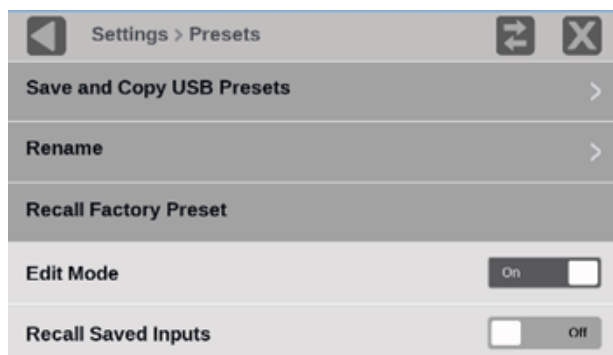 Settings > Presets
Save and Copy USB Presets
Rename
Recall Factory Preset
Edit Mode On
Recall Saved Inputs Off